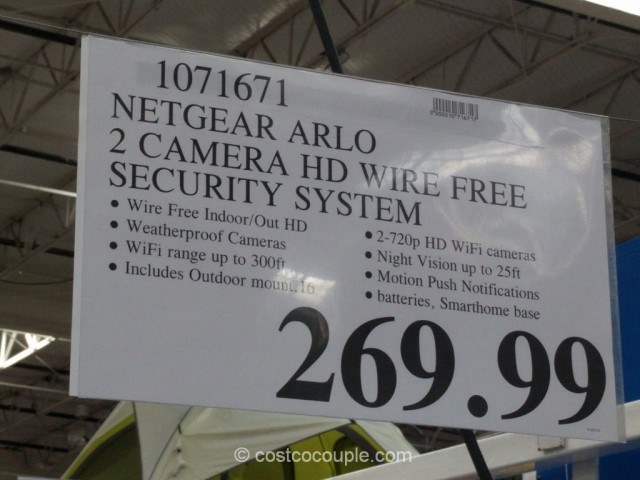 1071671
NETGEAR ARLO
2 CAMERA HD WIRE FREE
SECURITY SYSTEM
• Wire Free Indoor/Out HD
• Weatherproof Cameras
• WiFi range up to 300ft
• Includes Outdoor mount,16
• 2-720p HD WiFi cameras
• Night Vision up to 25ft
• Motion Push Notifications
• batteries, Smarthome base
269.99
© costcocouple.com